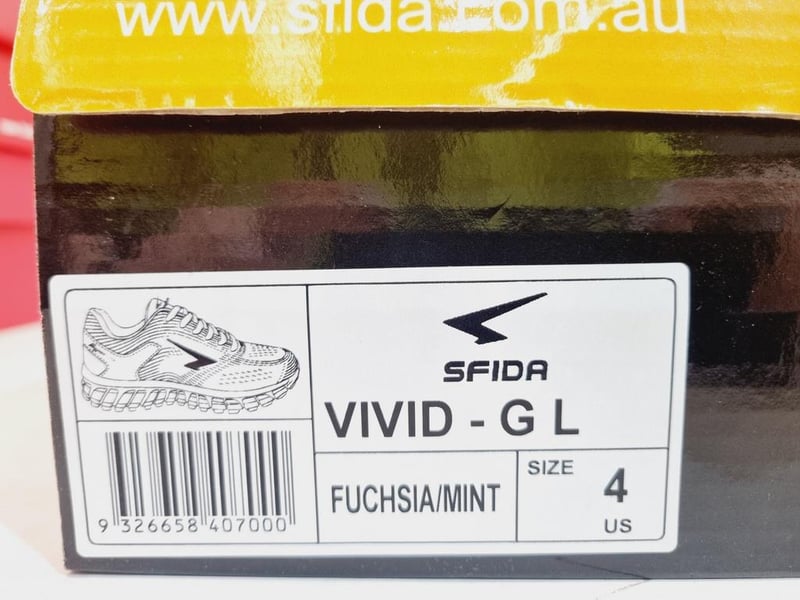 www.sfida.com.au
SFIDA
VIVID - G L
FUCHSIA/MINT
SIZE
4
US
9 326658 407000